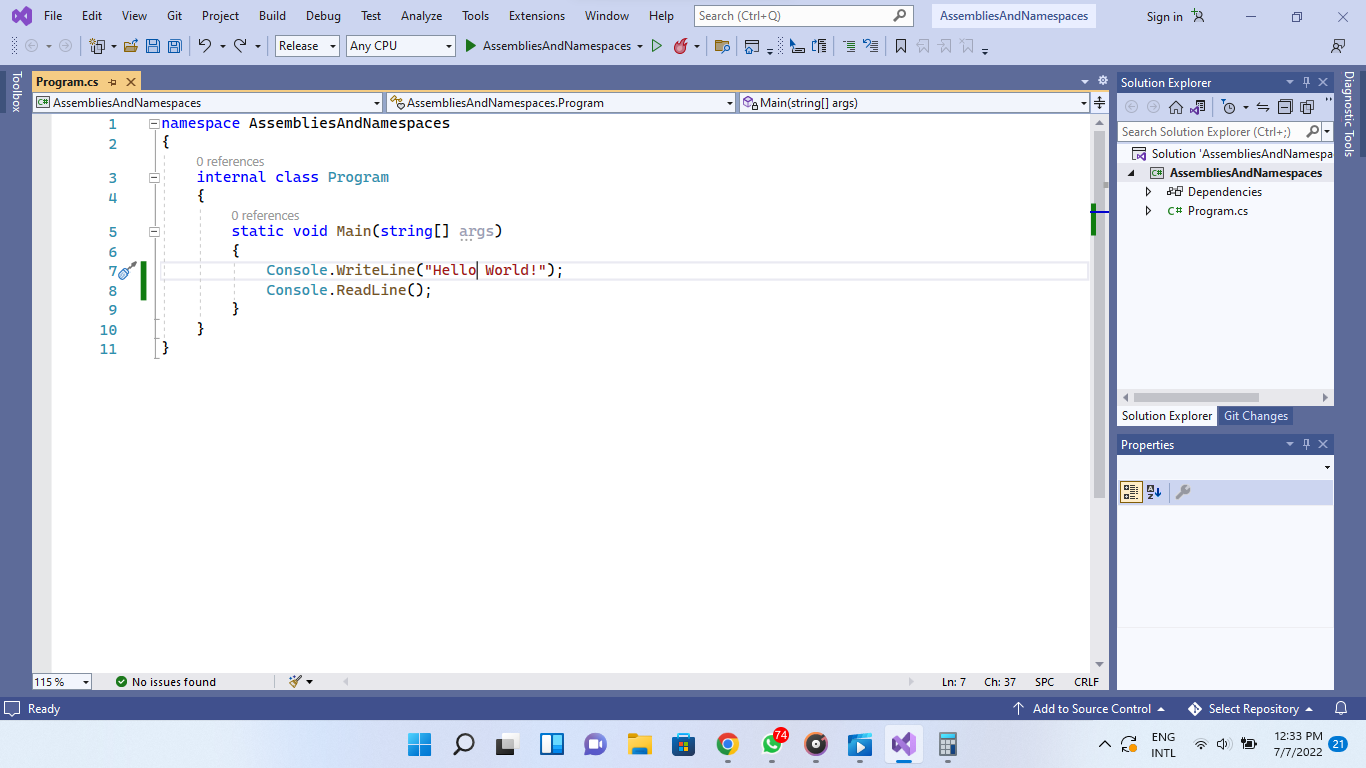 File Edit View Git Project Build Debug Test Analyze Tools Extensions Window Help Search (Ctrl+Q) AssembliesAndNamespaces Sign in
Release Any CPU AssembliesAndNamespaces
Toolbox
Program.cs
AssembliesAndNamespaces AssembliesAndNamespaces.Program Main(string[] args)
1 namespace AssembliesAndNamespaces
2 {
0 references
3 internal class Program
4 {
0 references
5 static void Main(string[] args)
6 {
7 Console.WriteLine("Hello World!");
8 Console.ReadLine();
9 }
10 }
11 }
115 % No issues found Ln: 7 Ch: 37 SPC CRLF
Solution Explorer
Search Solution Explorer (Ctrl+;)
Solution 'AssembliesAndNamespa
C# AssembliesAndNamespaces
Dependencies
C# Program.cs
Solution Explorer Git Changes
Properties
Diagnostic Tools
Ready Add to Source Control Select Repository
74
ENG
INTL
12:33 PM
7/7/2022
21